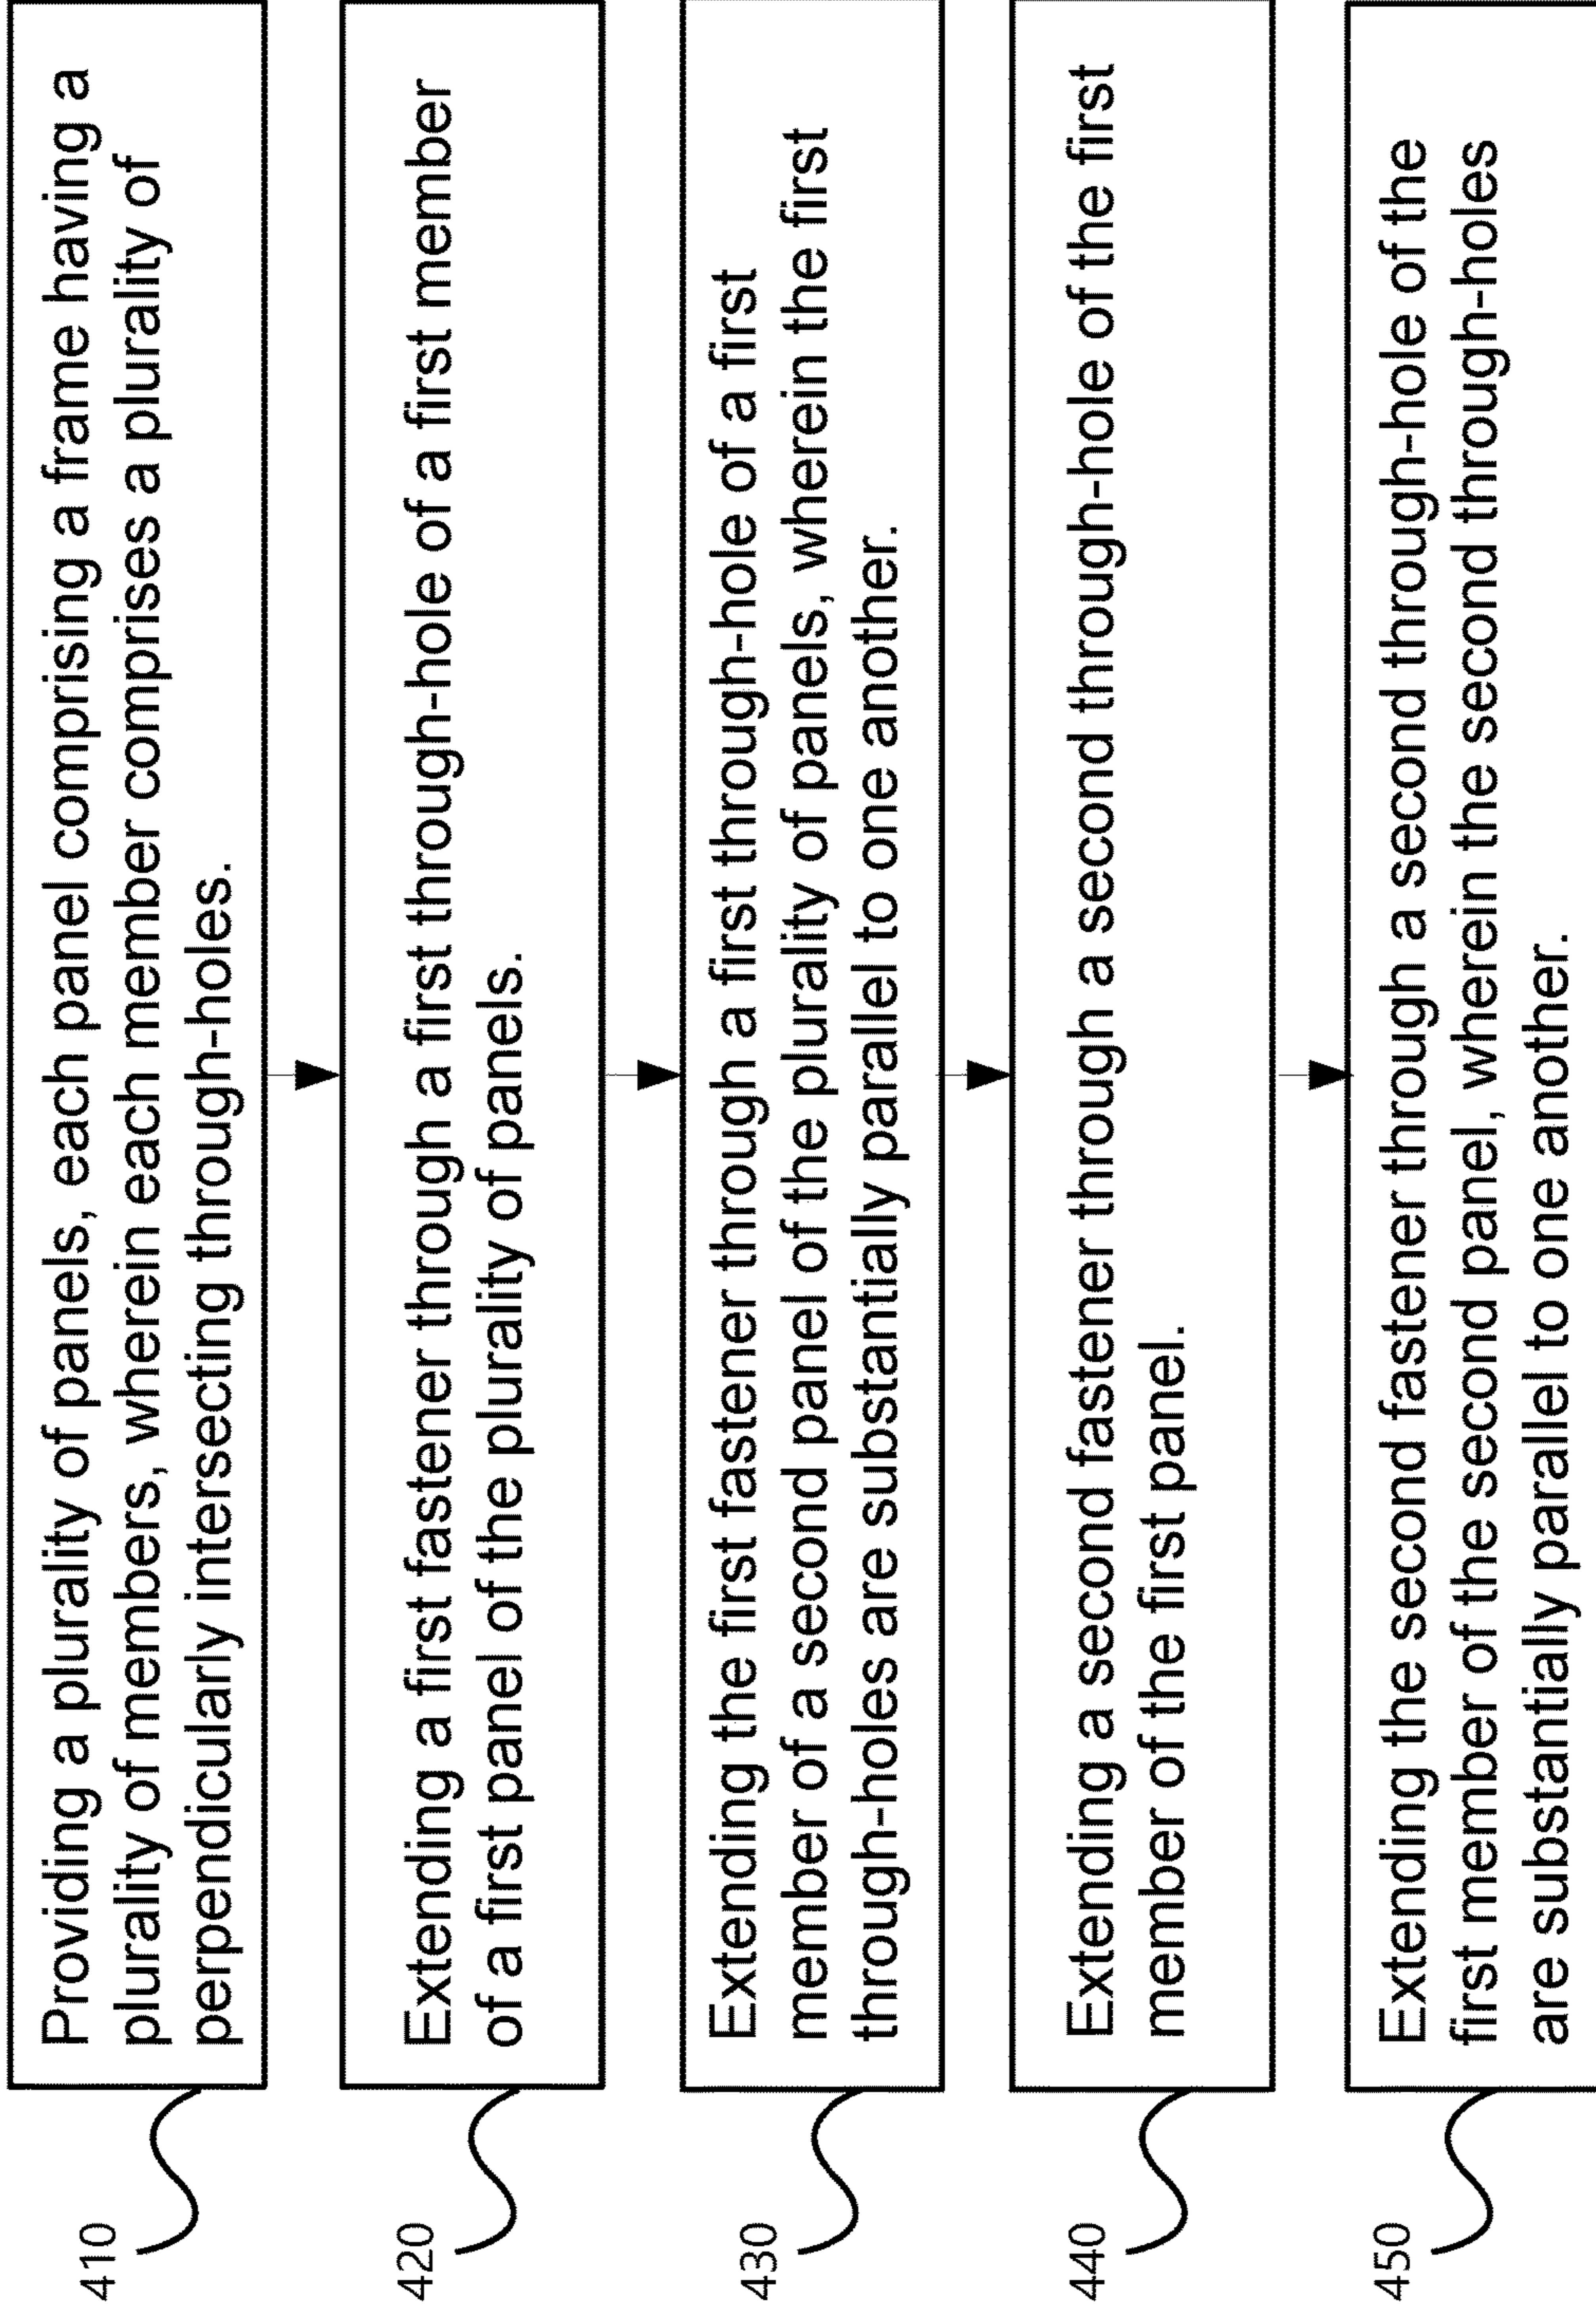 410
Providing a plurality of panels, each panel comprising a frame having a
plurality of members, wherein each member comprises a plurality of
perpendicularly intersecting through-holes.
420
Extending a first fastener through a first through-hole of a first member
of a first panel of the plurality of panels.
430
Extending the first fastener through a first through-hole of a first
member of a second panel of the plurality of panels, wherein the first
through-holes are substantially parallel to one another.
440
Extending a second fastener through a second through-hole of the first
member of the first panel.
450
Extending the second fastener through a second through-hole of the
first member of the second panel, wherein the second through-holes
are substantially parallel to one another.